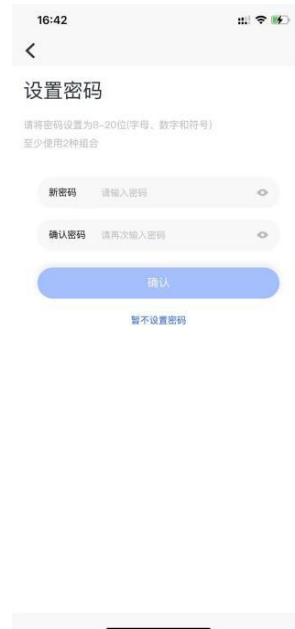 16:42
设置密码
请将密码设置为8-20位(字母、数字和符号)
至少使用2种组合
新密码 请输入密码
确认密码 请再次输入密码
确认
暂不设置密码